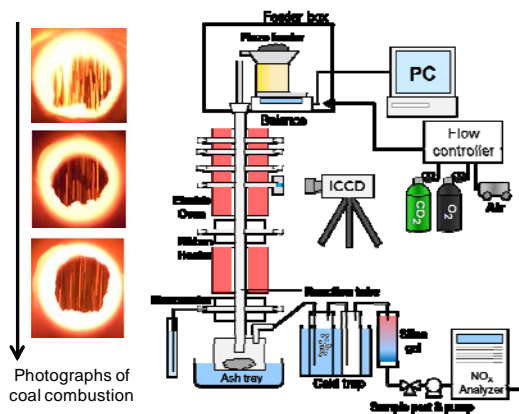 Feeder box
Piezo feeder
PC
Balance
Flow
controller
CO2
O2
Air
Electric
Oven
ICCD
Ribbon
Heater
Reaction tube
Manometer
Silica
gel
NOX
Analyzer
Ash tray
Cold trap
Sample port & pump
Photographs of
coal combustion